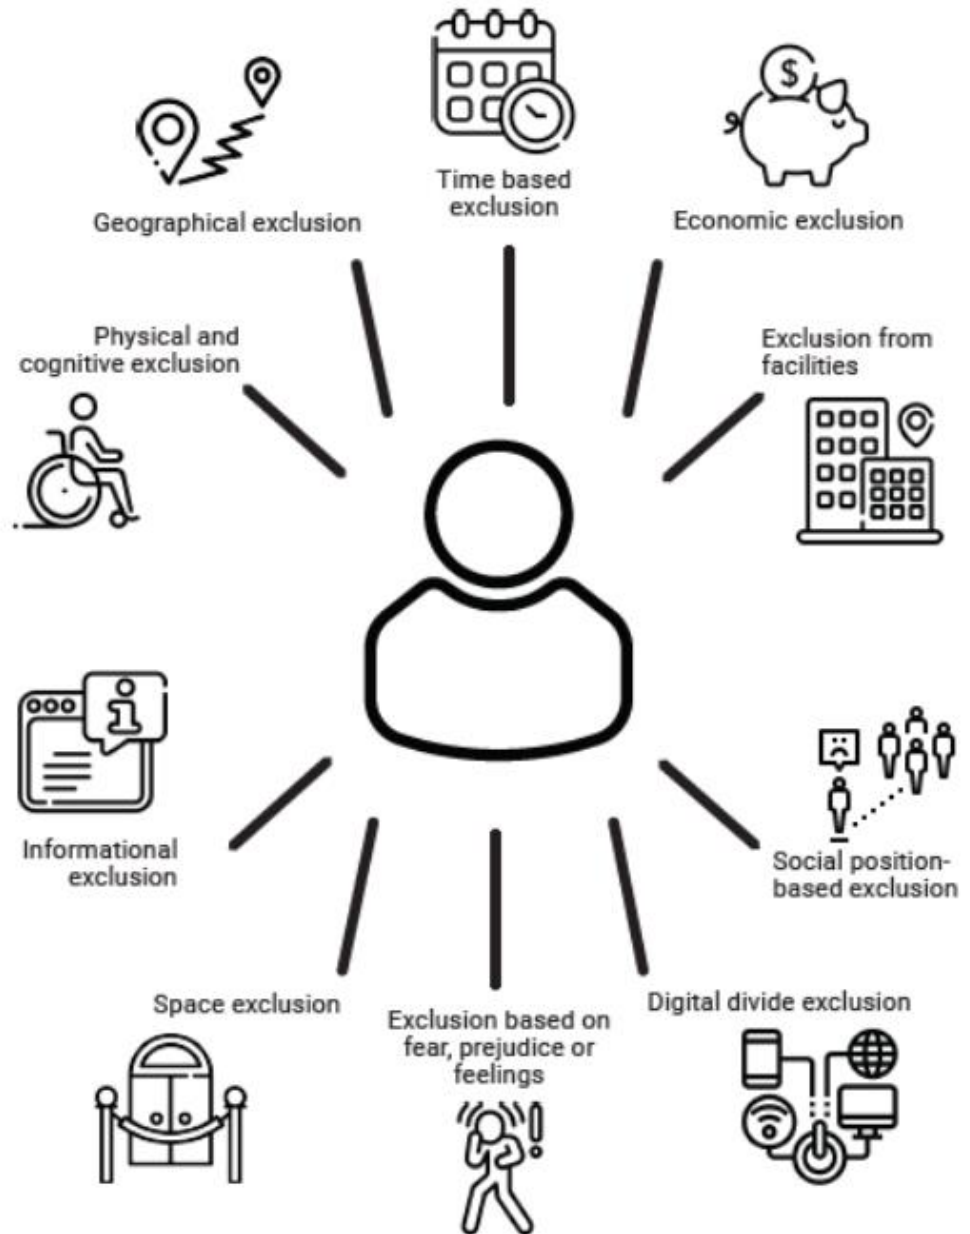 Time based
exclusion
Geographical exclusion
Economic exclusion
$
Physical and
cognitive exclusion
Exclusion from
facilities
i
Informational
exclusion
Social position-
based exclusion
Space exclusion
Exclusion based on
fear, prejudice or
feelings
!
Digital divide exclusion